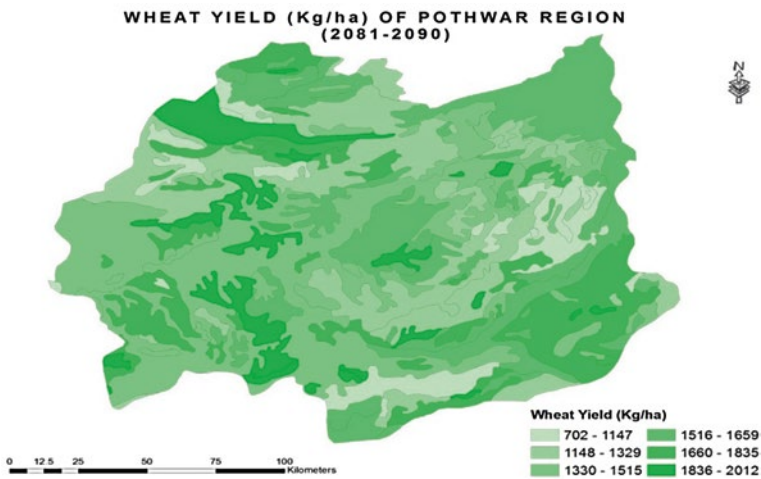 WHEAT YIELD (Kg/ha) OF POTHWAR REGION
(2081-2090)
N
Wheat Yield (Kg/ha)
702 - 1147
1148 - 1329
1330 - 1515
1516 - 1659
1660 - 1835
1836 - 2012
0 12.5 25 50 75 100
Kilometers